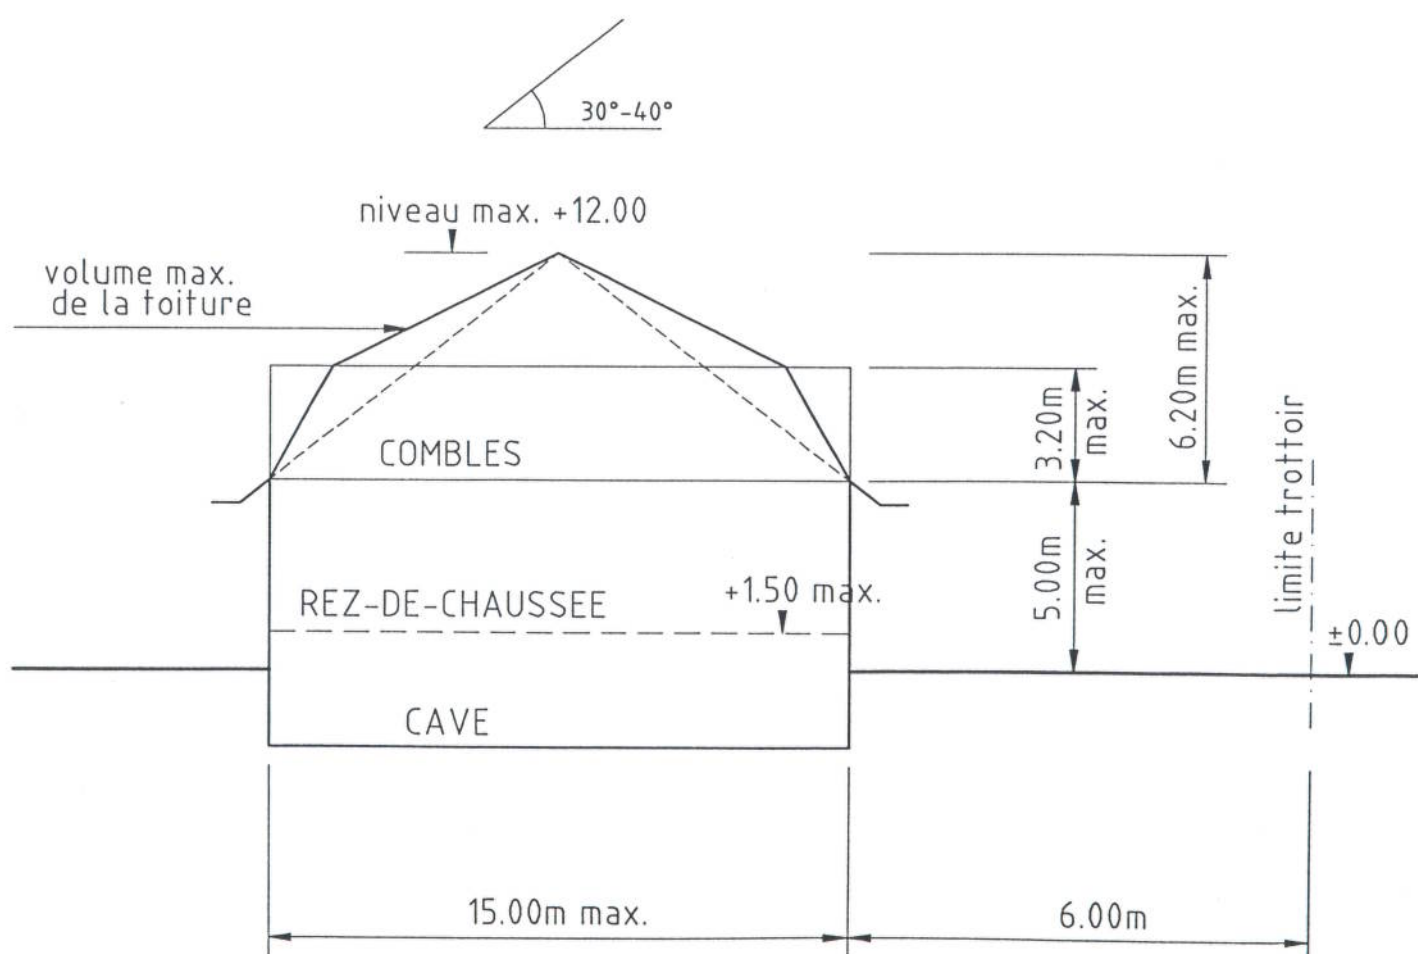 30°-40°
niveau max. +12.00
volume max.
de la toiture
6.20m max.
3.20m
max.
COMBLES
limite trottoir
5.00m
max.
REZ-DE-CHAUSSEE
+1.50 max.
±0.00
CAVE
15.00m max.
6.00m